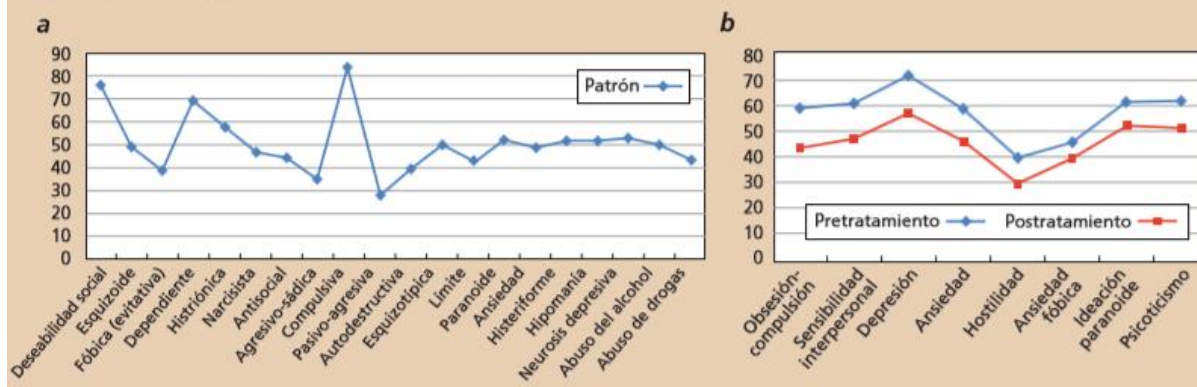 a
90
80
70
60
50
40
30
20
10
0
Patrón
Deseabilidad social
Esquizoide
Fóbica (evitativa)
Dependiente
Histriónica
Narcisista
Antisocial
Agresivo-sádica
Compulsiva
Pasivo-agresiva
Autodestructiva
Esquizotípica
Límite
Paranoide
Ansiedad
Histeriforme
Hipomanía
Neurosis depresiva
Abuso del alcohol
Abuso de drogas
b
80
70
60
50
40
30
20
10
0
Pretratamiento
Postratamiento
Obsesión-
compulsión
Sensibilidad
interpersonal
Depresión
Ansiedad
Hostilidad
Ansiedad
fóbica
Ideación
paranoide
Psicoticismo